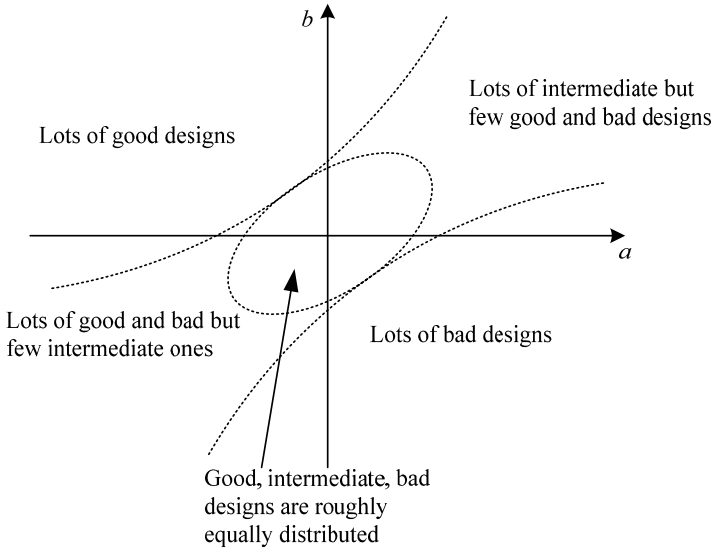 b
Lots of intermediate but
few good and bad designs
Lots of good designs
a
Lots of good and bad but
few intermediate ones
Lots of bad designs
Good, intermediate, bad
designs are roughly
equally distributed